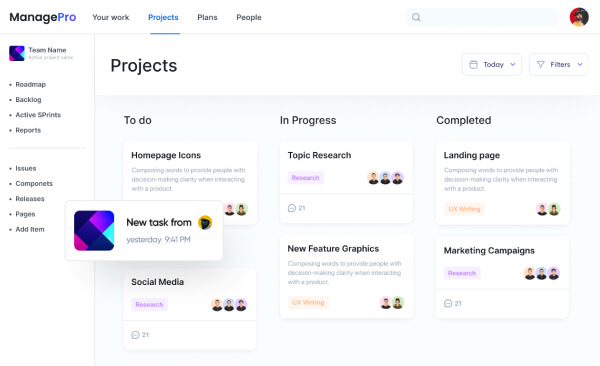 ManagePro
Your work
Projects
Plans
People
Team Name
Active project name
Roadmap
Backlog
Active SPrints
Reports
Issues
Componets
Releases
Pages
Add Item
Projects
Today
Filters
To do
Homepage Icons
Composing words to provide people with
decision-making clarity when interacting
with a product.
New task from
yesterday 9:41 PM
Social Media
Research
21
In Progress
Topic Research
Research
21
New Feature Graphics
Composing words to provide people with
decision-making clarity when interacting
with a product.
UX Writing
Completed
Landing page
Composing words to provide people with
decision-making clarity when interacting
with a product.
UX Writing
Marketing Campaigns
Research
21